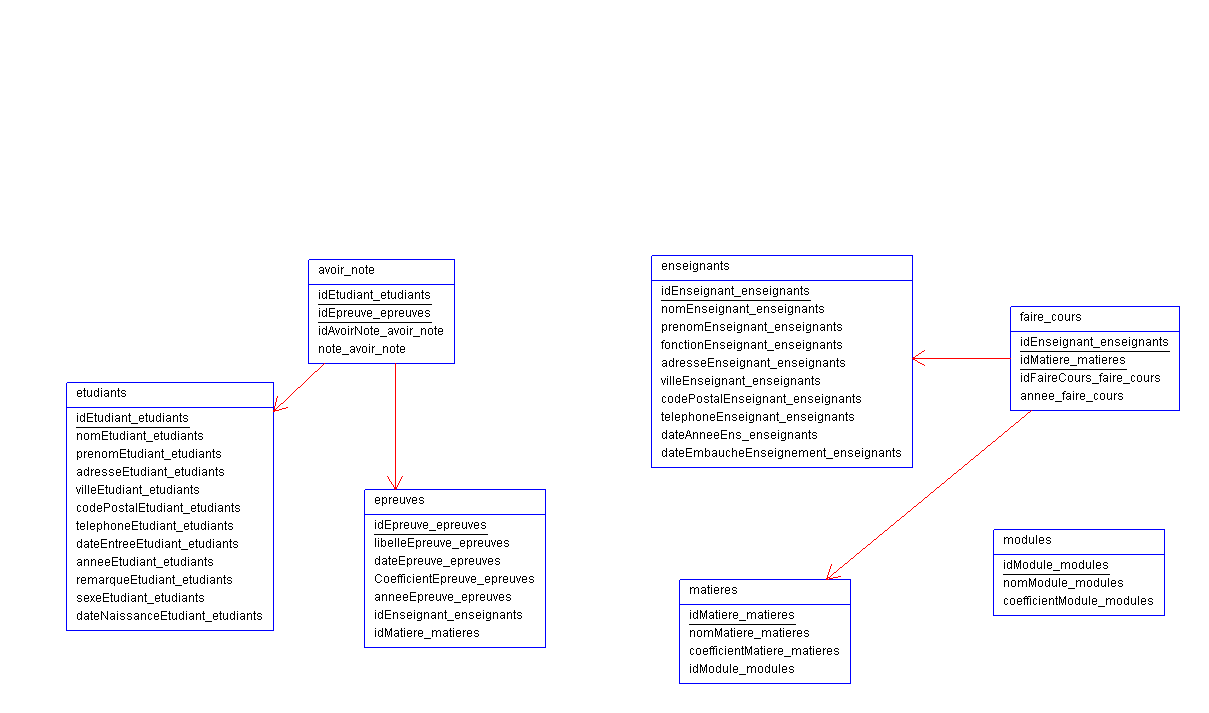 avoir_note
idEtudiant_etudiants
idEpreuve_epreuves
idAvoirNote_avoir_note
note_avoir_note
etudiants
idEtudiant_etudiants
nomEtudiant_etudiants
prenomEtudiant_etudiants
adresseEtudiant_etudiants
villeEtudiant_etudiants
codePostalEtudiant_etudiants
telephoneEtudiant_etudiants
dateEntreeEtudiant_etudiants
anneeEtudiant_etudiants
remarqueEtudiant_etudiants
sexeEtudiant_etudiants
dateNaissanceEtudiant_etudiants
epreuves
idEpreuve_epreuves
libelleEpreuve_epreuves
dateEpreuve_epreuves
CoefficientEpreuve_epreuves
anneeEpreuve_epreuves
idEnseignant_enseignants
idMatiere_matieres
enseignants
idEnseignant_enseignants
nomEnseignant_enseignants
prenomEnseignant_enseignants
fonctionEnseignant_enseignants
adresseEnseignant_enseignants
villeEnseignant_enseignants
codePostalEnseignant_enseignants
telephoneEnseignant_enseignants
dateAnneeEns_enseignants
dateEmbaucheEnseignement_enseignants
faire_cours
idEnseignant_enseignants
idMatiere_matieres
idFaireCours_faire_cours
annee_faire_cours
matieres
idMatiere_matieres
nomMatiere_matieres
coefficientMatiere_matieres
idModule_modules
modules
idModule_modules
nomModule_modules
coefficientModule_modules